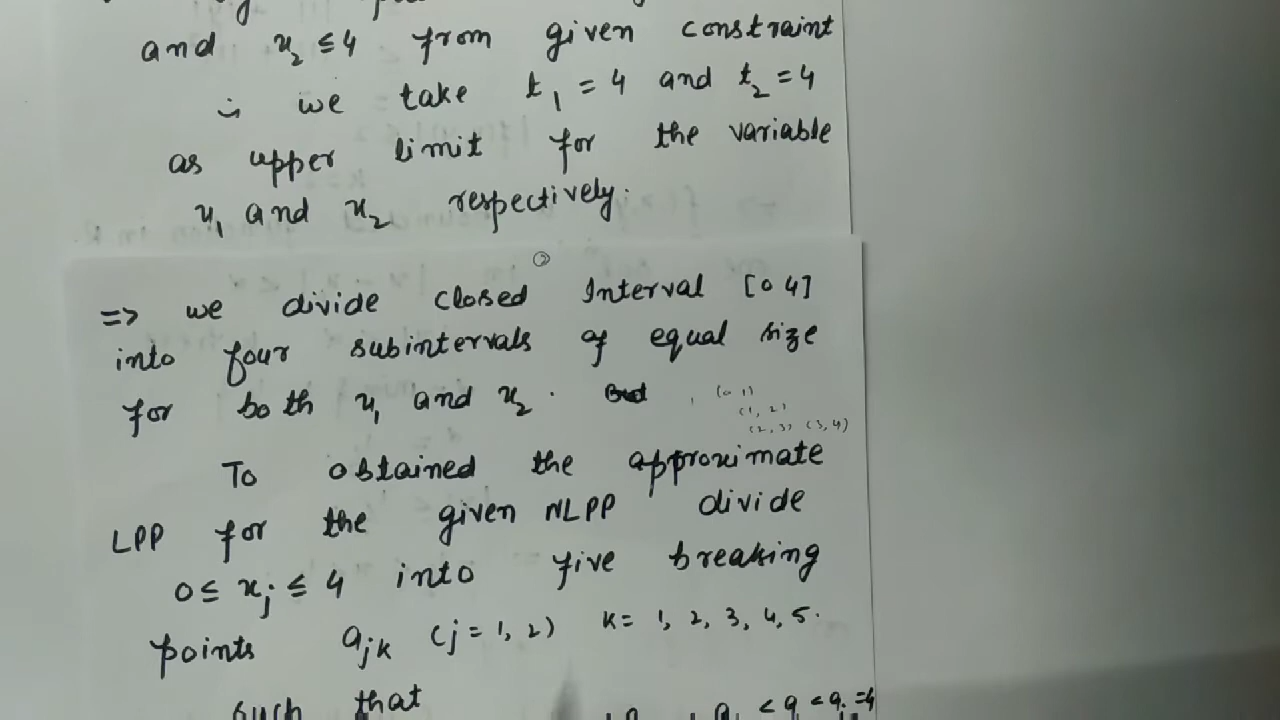 and x₂ ≤ 4 from given constraint
∴ we take t₁ = 4 and t₂ = 4
as upper limit for the variable
x₁ and x₂ respectively.
②
=> we divide closed Interval [0 4]
into four subintervals of equal size
for both x₁ and x₂.
(0 1)
(1, 2)
(2, 3) (3,4)
To obtained the approximate
LPP for the given NLPP divide
0 ≤ xⱼ ≤ 4 into five breaking
points aⱼₖ (j = 1, 2) k = 1, 2, 3, 4, 5.
such that